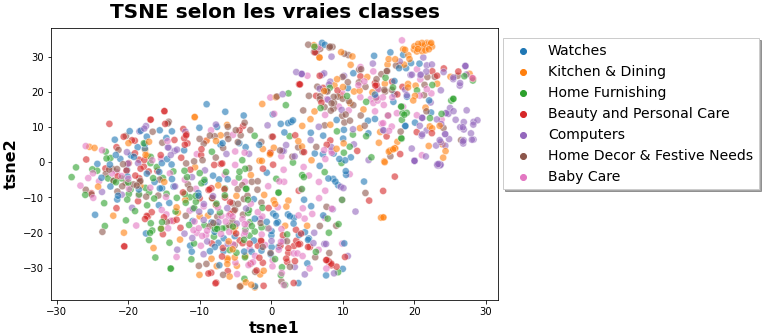 TSNE selon les vraies classes
tsne2
30
20
10
0
−10
−20
−30
−30
−20
−10
0
10
20
30
tsne1
Watches
Kitchen & Dining
Home Furnishing
Beauty and Personal Care
Computers
Home Decor & Festive Needs
Baby Care